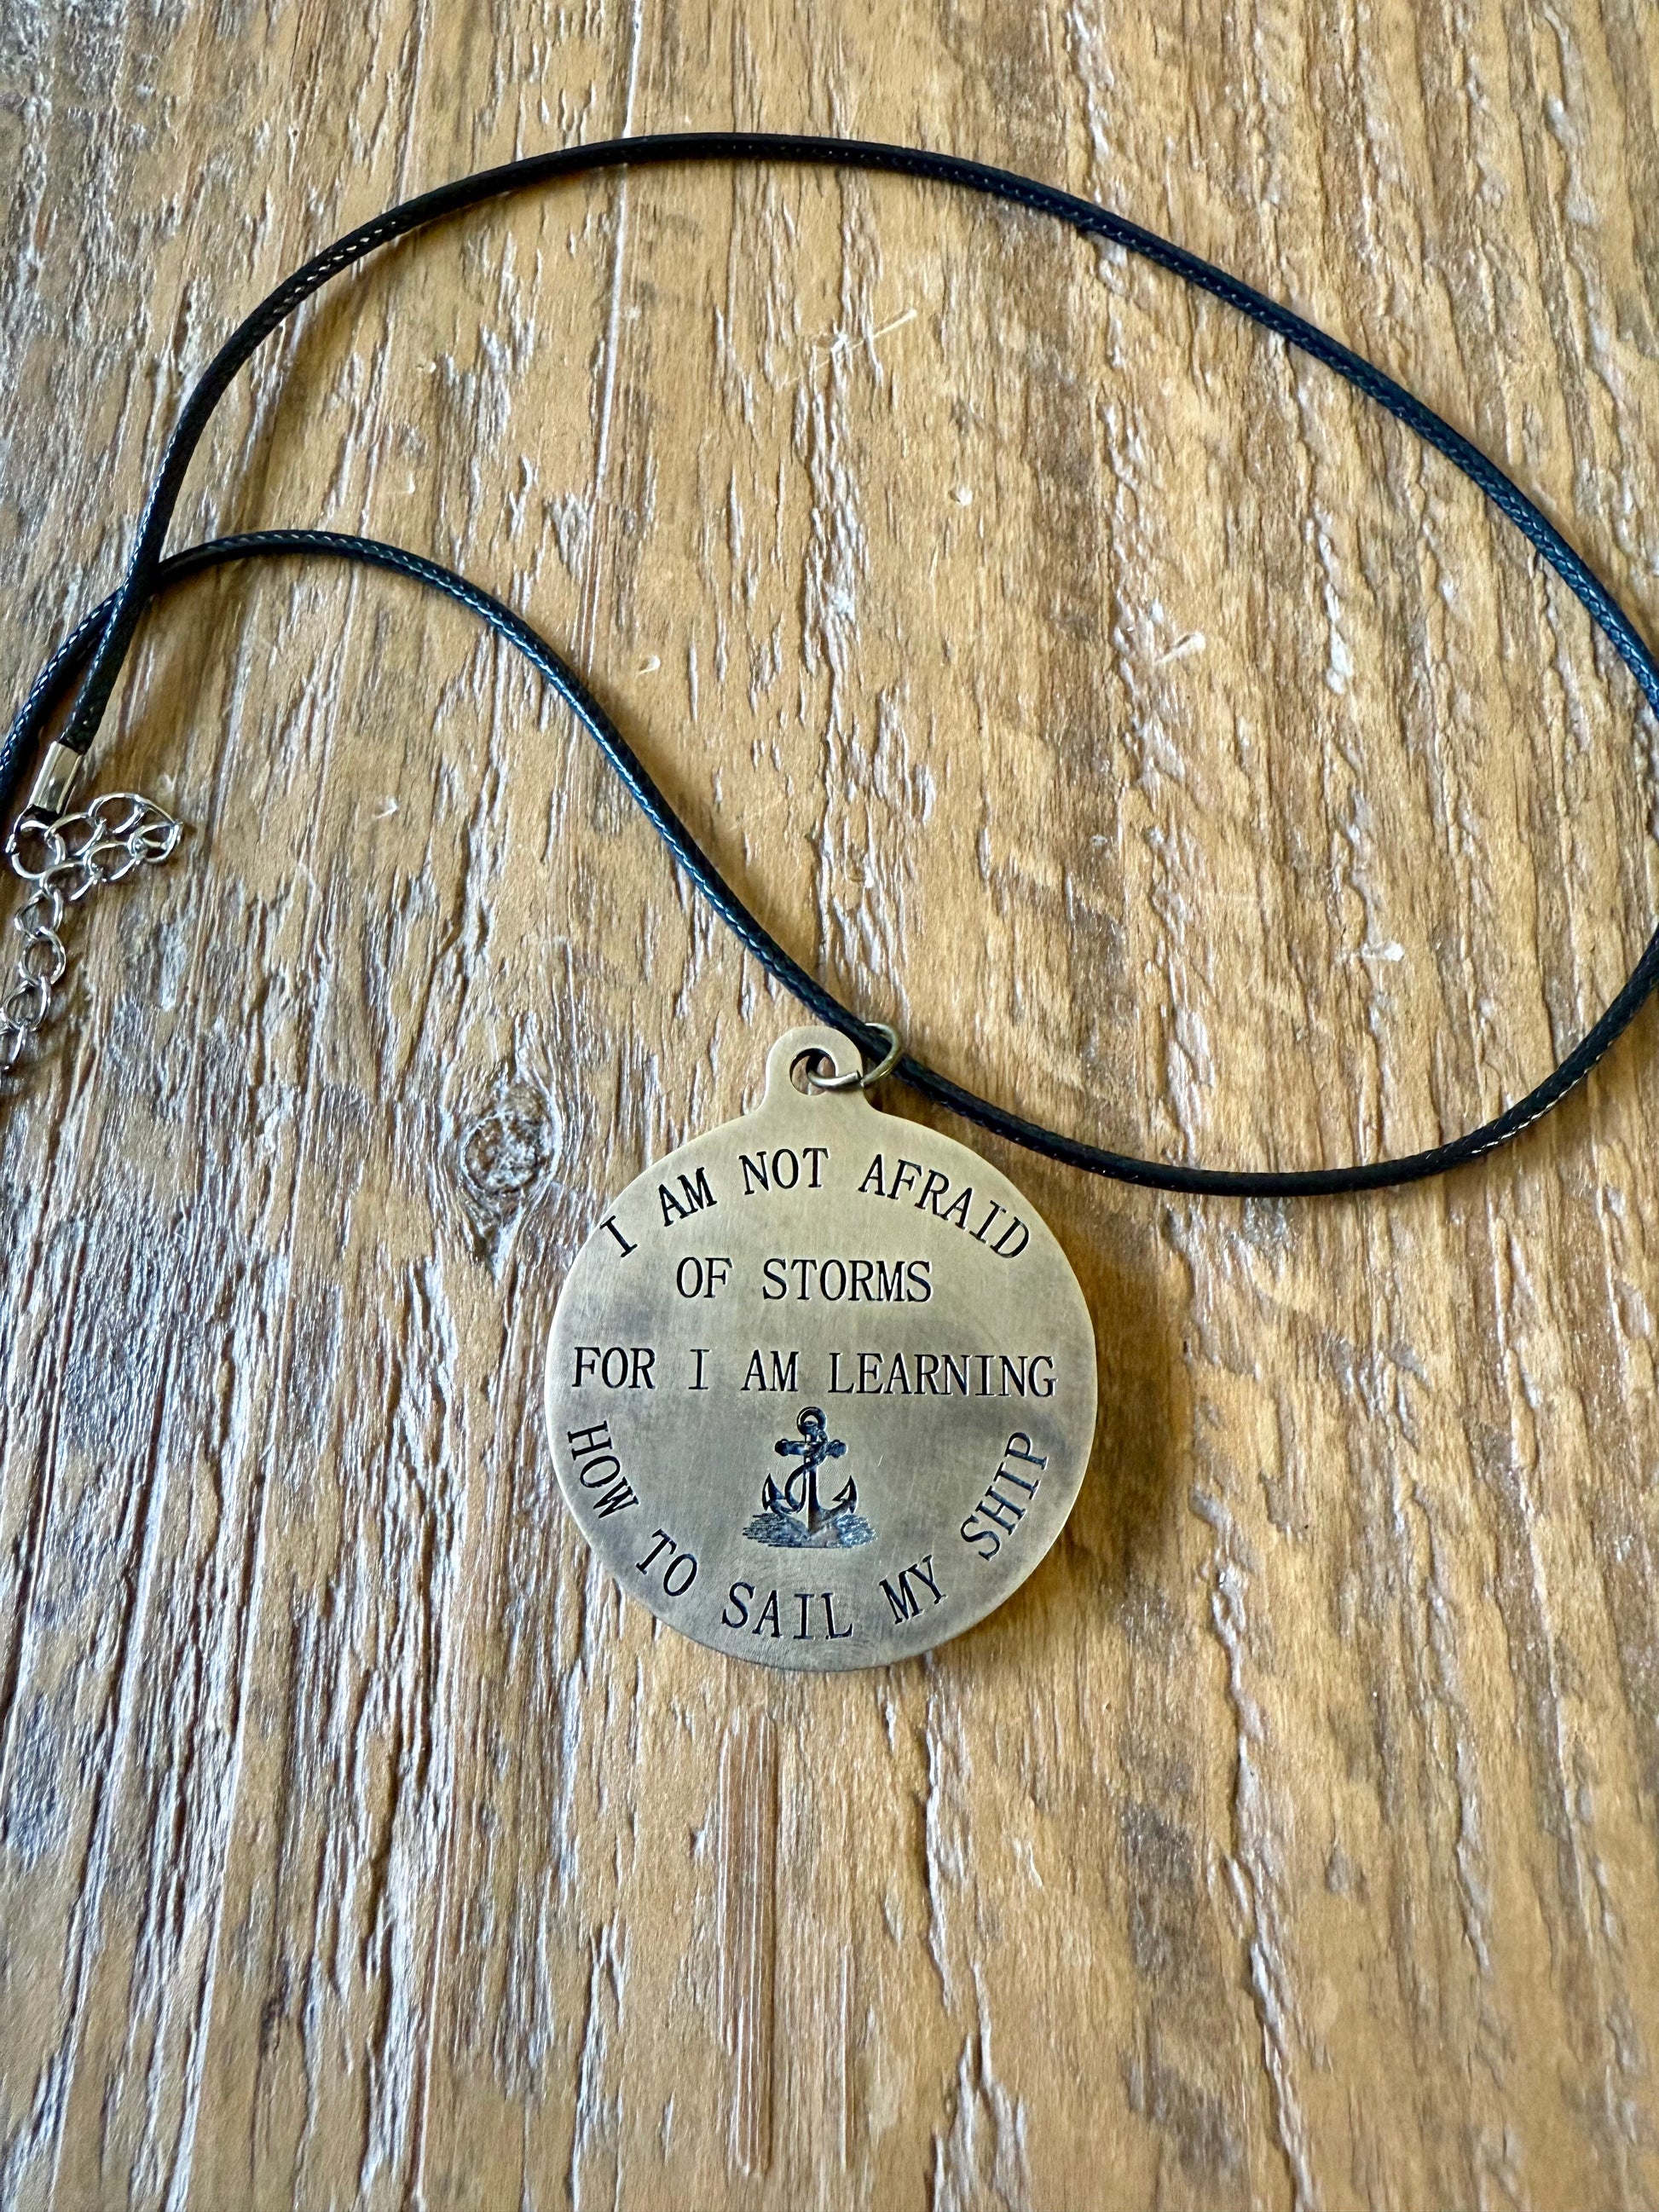 I AM NOT AFRAID
OF STORMS
FOR I AM LEARNING
HOW TO SAIL MY SHIP